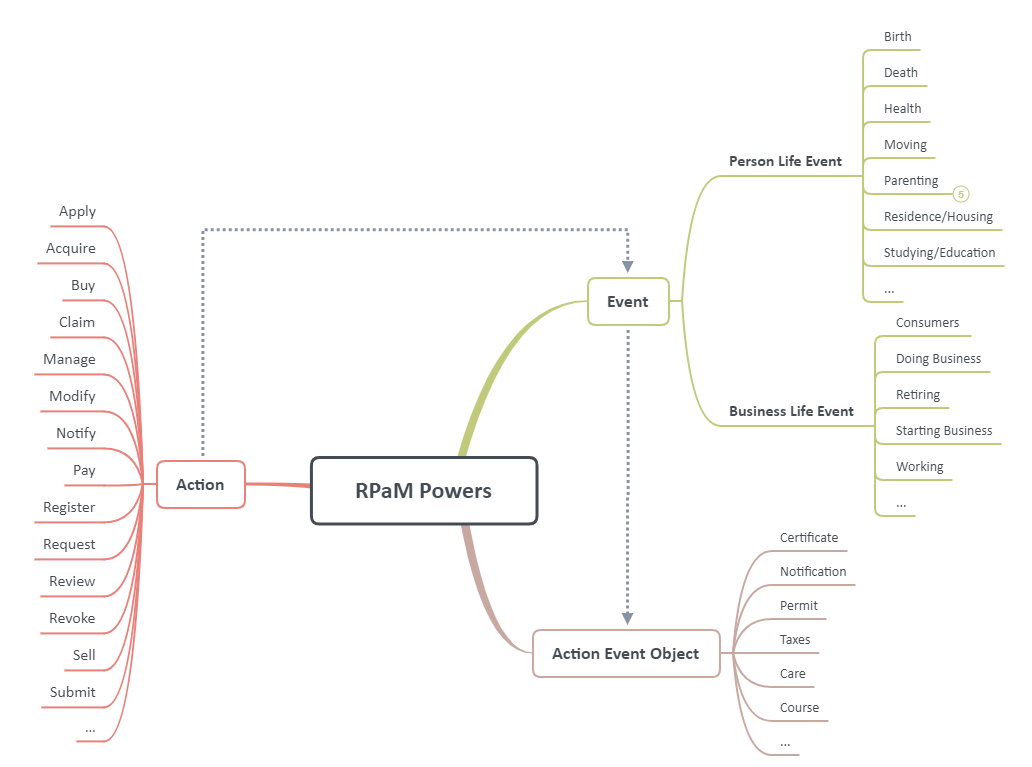 RPaM Powers
Action
Apply
Acquire
Buy
Claim
Manage
Modify
Notify
Pay
Register
Request
Review
Revoke
Sell
Submit
...
Event
Person Life Event
Birth
Death
Health
Moving
Parenting
5
Residence/Housing
Studying/Education
...
Business Life Event
Consumers
Doing Business
Retiring
Starting Business
Working
...
Action Event Object
Certificate
Notification
Permit
Taxes
Care
Course
...